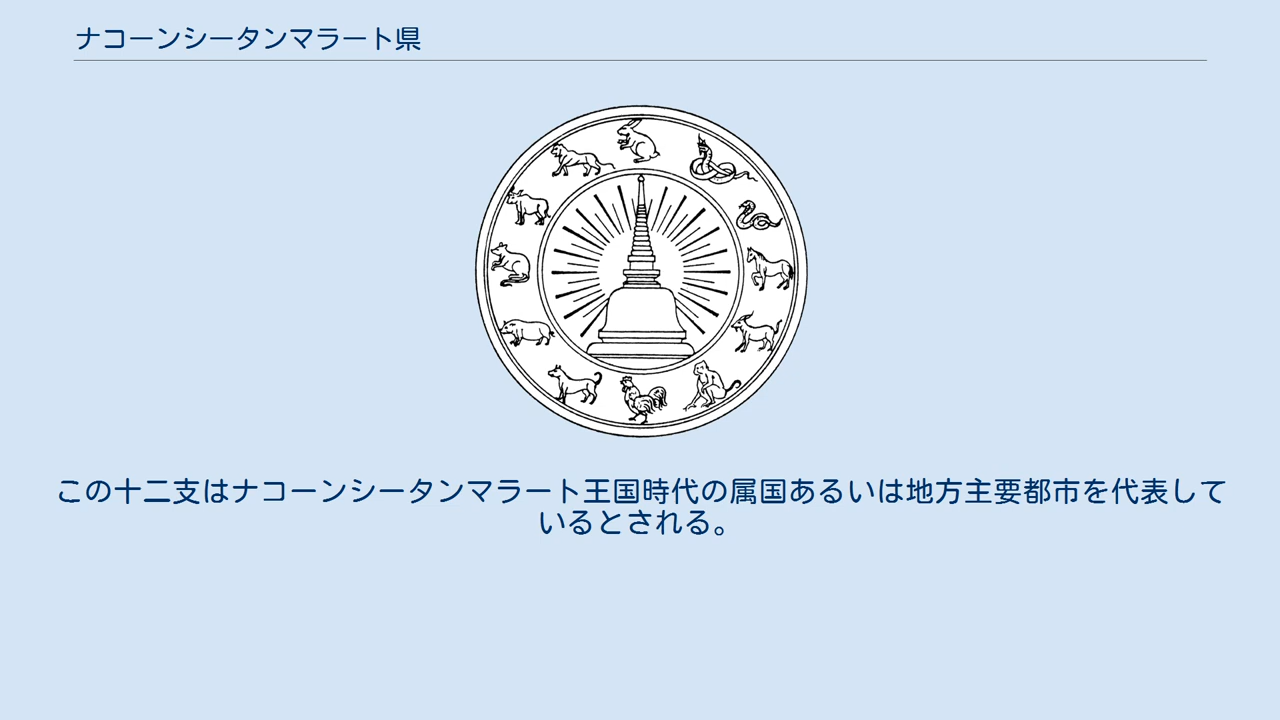 ナコーンシータンマラート県
この十二支はナコーンシータンマラート王国時代の属国あるいは地方主要都市を代表して
いるとされる。